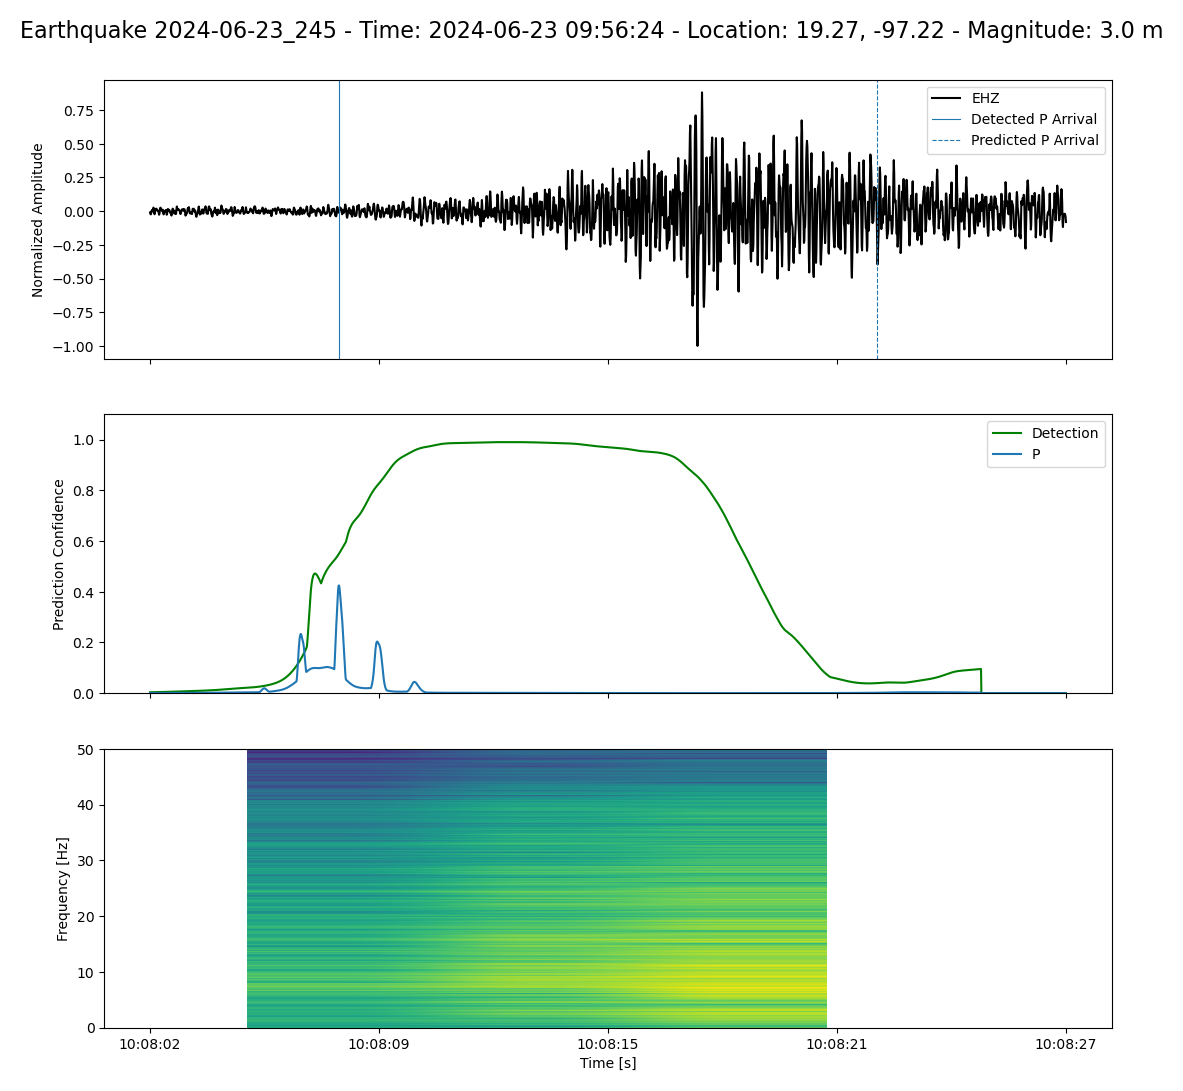 Earthquake 2024-06-23_245 - Time: 2024-06-23 09:56:24 - Location: 19.27, -97.22 - Magnitude: 3.0 m
EHZ
Detected P Arrival
Predicted P Arrival
Normalized Amplitude
0.75
0.50
0.25
0.00
−0.25
−0.50
−0.75
−1.00
Detection
P
Prediction Confidence
1.0
0.8
0.6
0.4
0.2
0.0
Frequency [Hz]
50
40
30
20
10
0
10:08:02
10:08:09
10:08:15
10:08:21
10:08:27
Time [s]